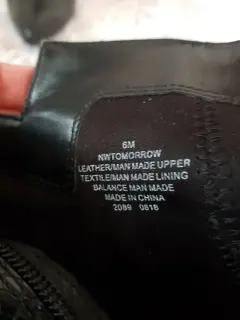 6M
NWTOMORROW
LEATHER/MAN MADE UPPER
TEXTILE/MAN MADE LINING
BALANCE MAN MADE
MADE IN CHINA
2089 0818